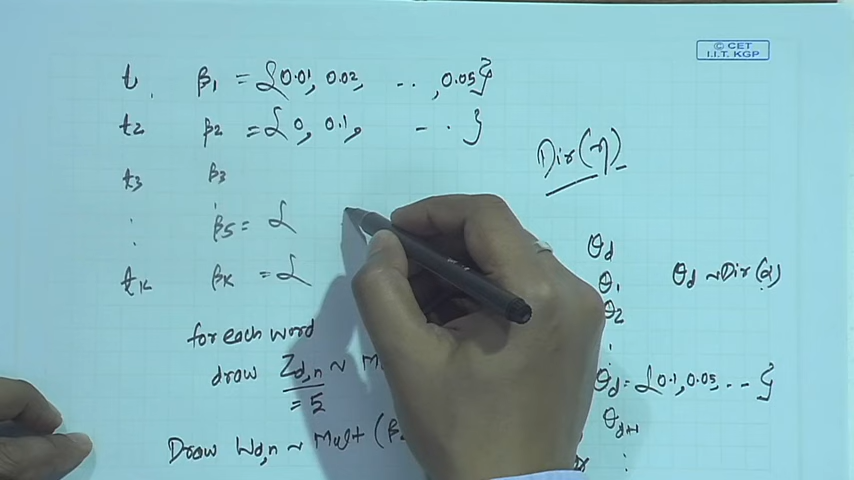 © CET
I.I.T. KGP
t, β1 = {0.01, 0.02, .., 0.05}
t2 β2 = {0, 0.1, -- . }
Dir(η)
t3 β3
: β5 = {
tK βK = {
θd
θ1 θd ~ Dir(α)
θ2
.
θd = {0.1, 0.05, -- }
θd+1
:
for each word
draw Zd,n ~ M
= 5
Draw Wd,n ~ Mult (β